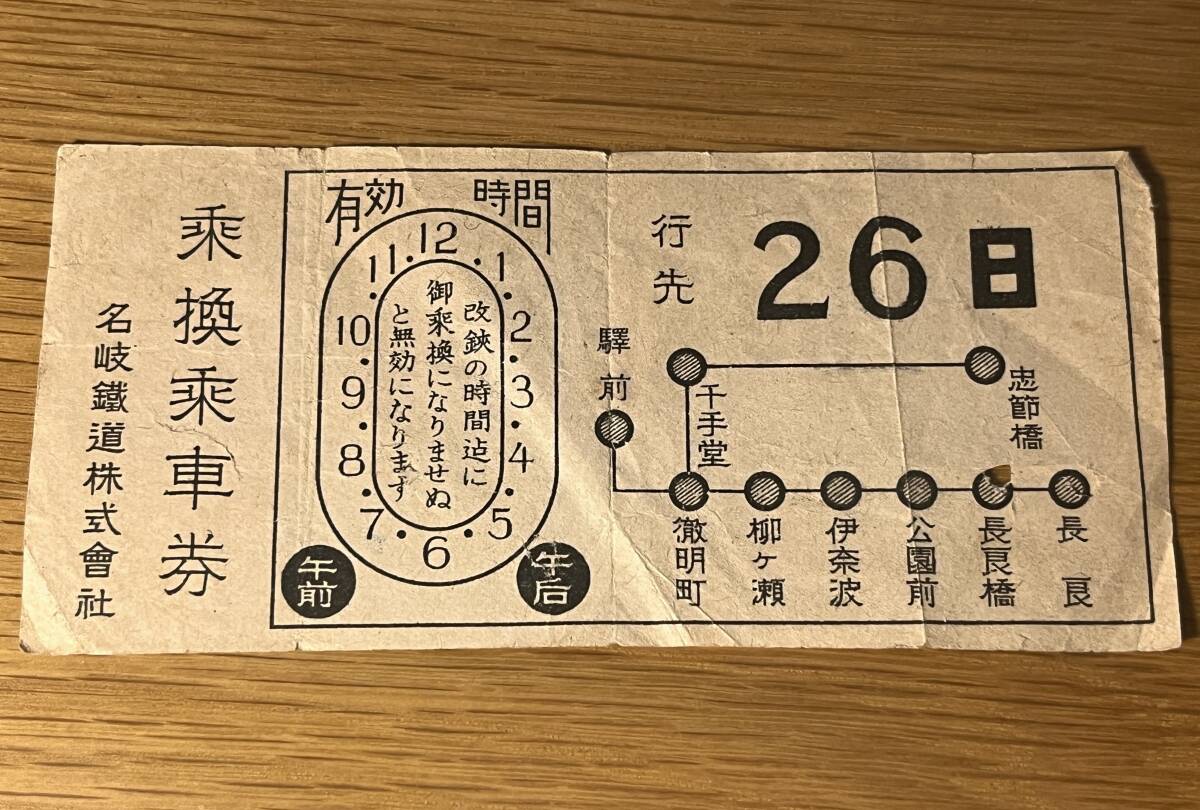 乗換乗車券
名岐鐵道株式會社
有効時間
12
1
2
3
4
5
6
7
8
9
10
11
改鋏の時間迠に
御乘換になりませぬ
と無効になります
午前
午后
行先
26日
驛前
千手堂
忠節橋
徹明町
柳ヶ瀬
伊奈波
公園前
長良橋
長良